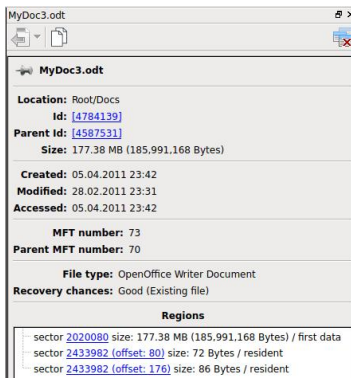 MyDoc3.odt
MyDoc3.odt
Location: Root/Docs
Id: [4784139]
Parent Id: [4587531]
Size: 177.38 MB (185,991,168 Bytes)
Created: 05.04.2011 23:42
Modified: 28.02.2011 23:31
Accessed: 05.04.2011 23:42
MFT number: 73
Parent MFT number: 70
File type: OpenOffice Writer Document
Recovery chances: Good (Existing file)
Regions
sector 2020080 size: 177.38 MB (185,991,168 Bytes) / first data
sector 2433982 (offset: 80) size: 72 Bytes / resident
sector 2433982 (offset: 176) size: 86 Bytes / resident